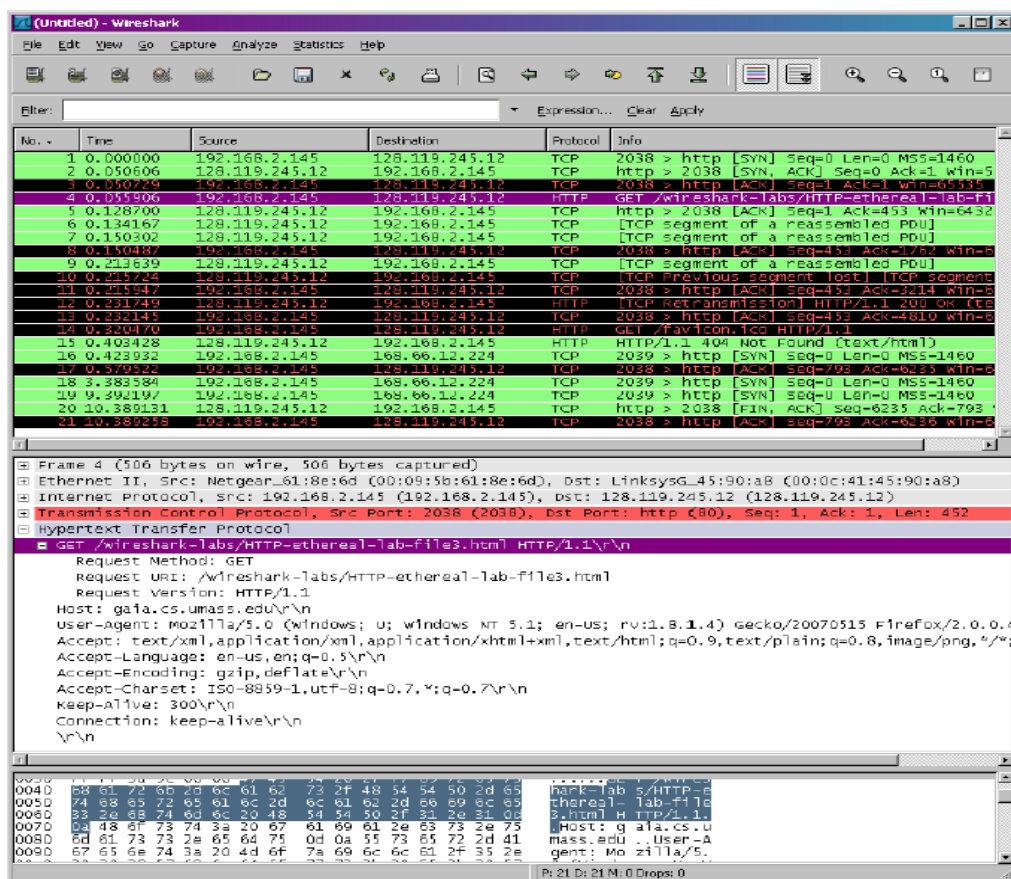 (Untitled) - Wireshark
File Edit View Go Capture Analyze Statistics Help
Filter: Expression... Clear Apply
No. - Time Source Destination Protocol Info
1 0.000000 192.168.2.145 128.119.245.12 TCP 2038 > http [SYN] Seq=0 Len=0 MSS=1460
2 0.050606 128.119.245.12 192.168.2.145 TCP http > 2038 [SYN, ACK] Seq=0 Ack=1 Win=5
3 0.050729 192.168.2.145 128.119.245.12 TCP 2038 > http [ACK] Seq=1 Ack=1 Win=65535
4 0.055906 192.168.2.145 128.119.245.12 HTTP GET /wireshark-labs/HTTP-ethereal-lab-fi
5 0.128700 128.119.245.12 192.168.2.145 TCP http > 2038 [ACK] Seq=1 Ack=453 Win=6432
6 0.134167 128.119.245.12 192.168.2.145 TCP [TCP segment of a reassembled PDU]
7 0.150302 128.119.245.12 192.168.2.145 TCP [TCP segment of a reassembled PDU]
8 0.150487 192.168.2.145 128.119.245.12 TCP 2038 > http [ACK] Seq=453 Ack=1762 Win=6
9 0.213639 128.119.245.12 192.168.2.145 TCP [TCP segment of a reassembled PDU]
10 0.215724 128.119.245.12 192.168.2.145 TCP [TCP Previous segment lost] [TCP segment
11 0.215947 192.168.2.145 128.119.245.12 TCP 2038 > http [ACK] Seq=453 Ack=3214 Win=6
12 0.231749 128.119.245.12 192.168.2.145 HTTP [TCP Retransmission] HTTP/1.1 200 OK (te
13 0.232145 192.168.2.145 128.119.245.12 TCP 2038 > http [ACK] Seq=453 Ack=4810 Win=6
14 0.320470 192.168.2.145 128.119.245.12 HTTP GET /favicon.ico HTTP/1.1
15 0.403428 128.119.245.12 192.168.2.145 HTTP HTTP/1.1 404 Not Found (text/html)
16 0.423932 192.168.2.145 168.66.12.224 TCP 2039 > http [SYN] Seq=0 Len=0 MSS=1460
17 0.579522 192.168.2.145 128.119.245.12 TCP 2038 > http [ACK] Seq=793 Ack=6235 Win=6
18 3.383584 192.168.2.145 168.66.12.224 TCP 2039 > http [SYN] Seq=0 Len=0 MSS=1460
19 9.392197 192.168.2.145 168.66.12.224 TCP 2039 > http [SYN] Seq=0 Len=0 MSS=1460
20 10.389131 128.119.245.12 192.168.2.145 TCP http > 2038 [FIN, ACK] Seq=6235 Ack=793
21 10.389258 192.168.2.145 128.119.245.12 TCP 2038 > http [ACK] Seq=793 Ack=6236 Win=6
Frame 4 (506 bytes on wire, 506 bytes captured)
Ethernet II, Src: Netgear_61:8e:6d (00:09:5b:61:8e:6d), Dst: LinksysG_45:90:a8 (00:0c:41:45:90:a8)
Internet Protocol, Src: 192.168.2.145 (192.168.2.145), Dst: 128.119.245.12 (128.119.245.12)
Transmission Control Protocol, Src Port: 2038 (2038), Dst Port: http (80), Seq: 1, Ack: 1, Len: 452
Hypertext Transfer Protocol
GET /wireshark-labs/HTTP-ethereal-lab-file3.html HTTP/1.1\r\n
Request Method: GET
Request URI: /wireshark-labs/HTTP-ethereal-lab-file3.html
Request Version: HTTP/1.1
Host: gaia.cs.umass.edu\r\n
User-Agent: Mozilla/5.0 (Windows; U; Windows NT 5.1; en-US; rv:1.8.1.4) Gecko/20070515 Firefox/2.0.0.4
Accept: text/xml,application/xml,application/xhtml+xml,text/html;q=0.9,text/plain;q=0.8,image/png,*/*;
Accept-Language: en-us,en;q=0.5\r\n
Accept-Encoding: gzip,deflate\r\n
Accept-Charset: ISO-8859-1,utf-8;q=0.7,*;q=0.7\r\n
Keep-Alive: 300\r\n
Connection: keep-alive\r\n
\r\n
0040 68 61 72 6b 2d 6c 61 62 73 2f 48 54 54 50 2d 65 hark-lab s/HTTP-e
0050 74 68 65 72 65 61 6c 2d 6c 61 62 2d 66 69 6c 65 thereal- lab-file
0060 33 2e 68 74 6d 6c 20 48 54 54 50 2f 31 2e 31 0d 3.html H TTP/1.1.
0070 0a 48 6f 73 74 3a 20 67 61 69 61 2e 63 73 2e 75 .Host: g aia.cs.u
0080 6d 61 73 73 2e 65 64 75 0d 0a 55 73 65 72 2d 41 mass.edu ..User-A
0090 67 65 6e 74 3a 20 4d 6f 7a 69 6c 6c 61 2f 35 2e gent: Mo zilla/5.
P: 21 D: 21 M: 0 Drops: 0